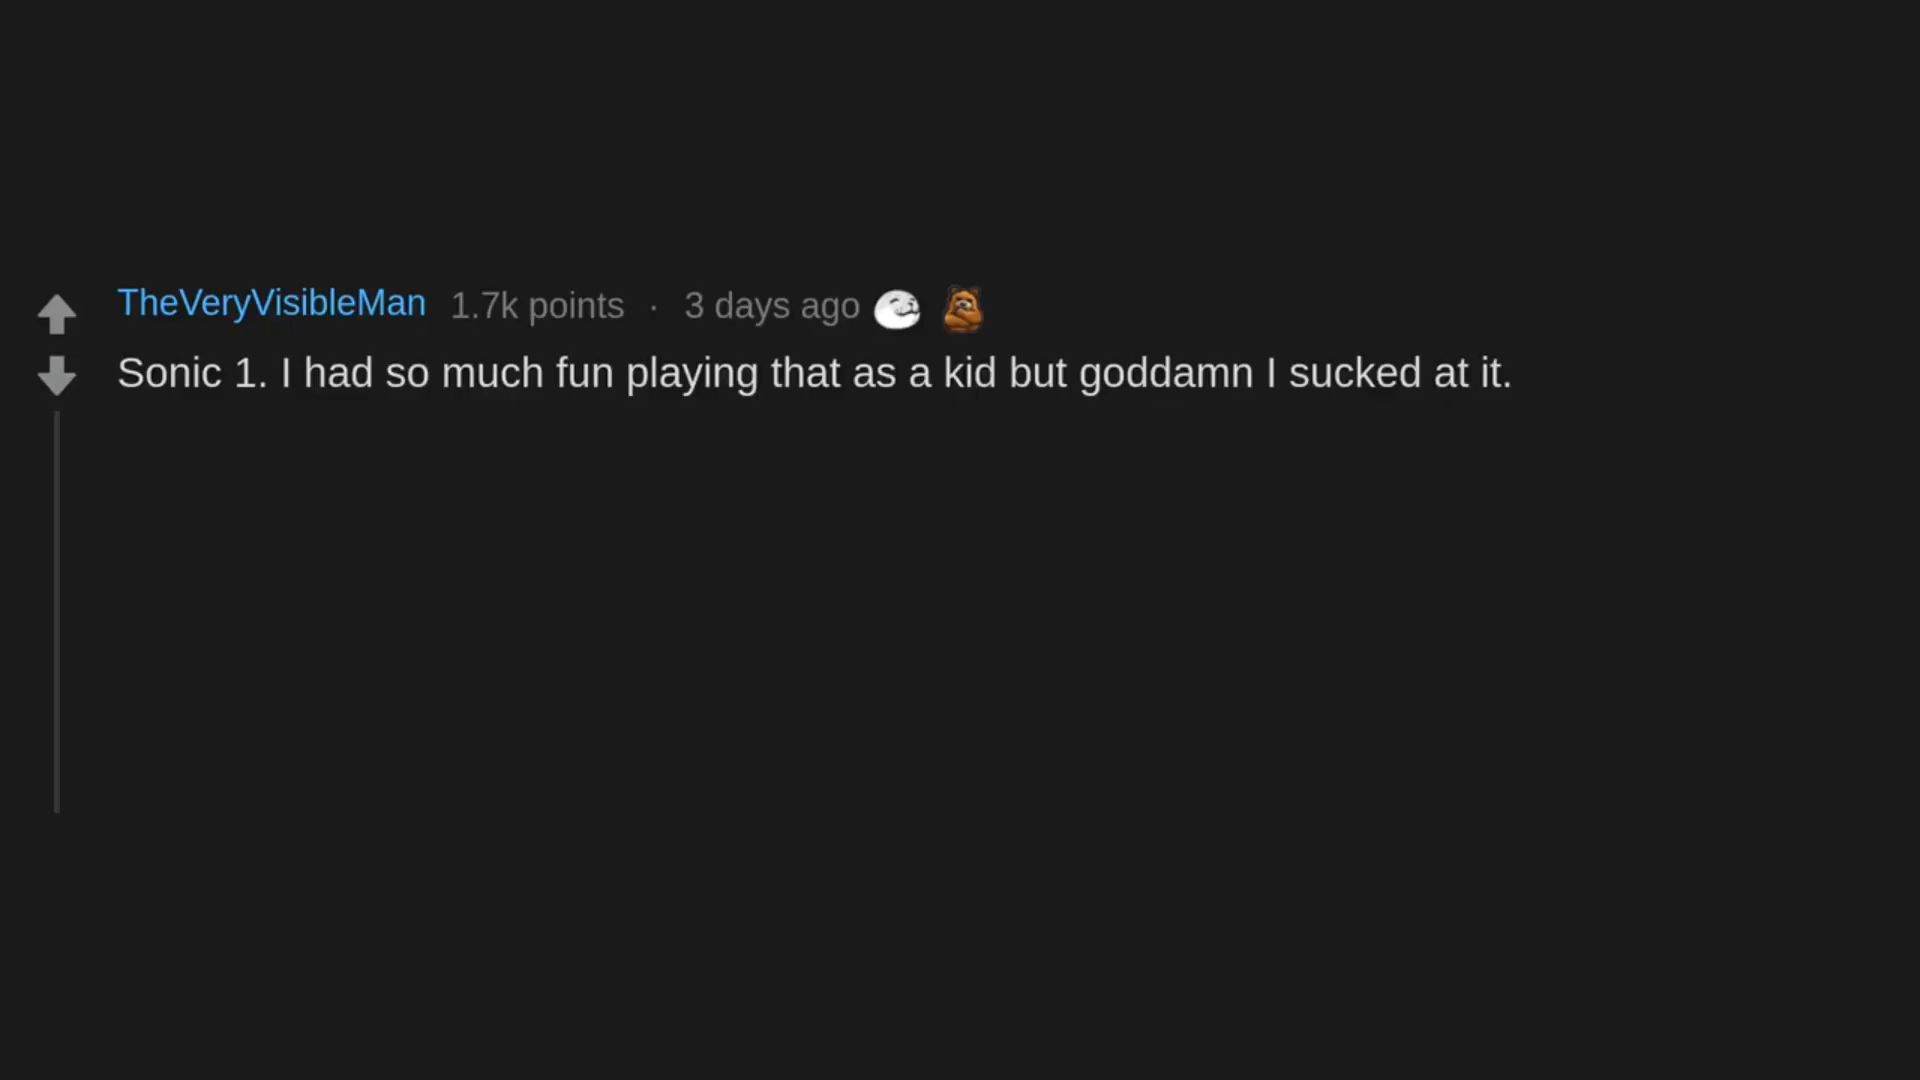 TheVeryVisibleMan 1.7k points · 3 days ago
Sonic 1. I had so much fun playing that as a kid but goddamn I sucked at it.